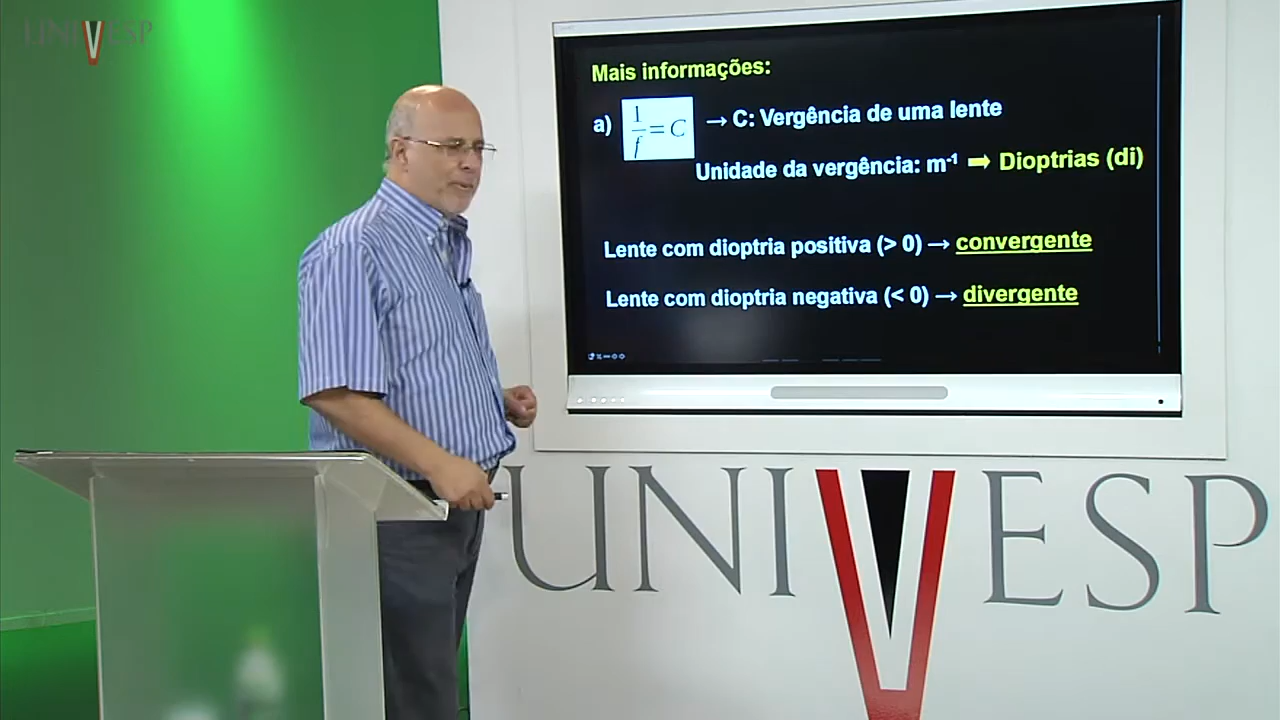 UNIVESP
Mais informações:
a) 1/f = C → C: Vergência de uma lente
Unidade da vergência: m⁻¹ ➡ Dioptrias (di)
Lente com dioptria positiva (> 0) → convergente
Lente com dioptria negativa (< 0) → divergente
UNIVESP